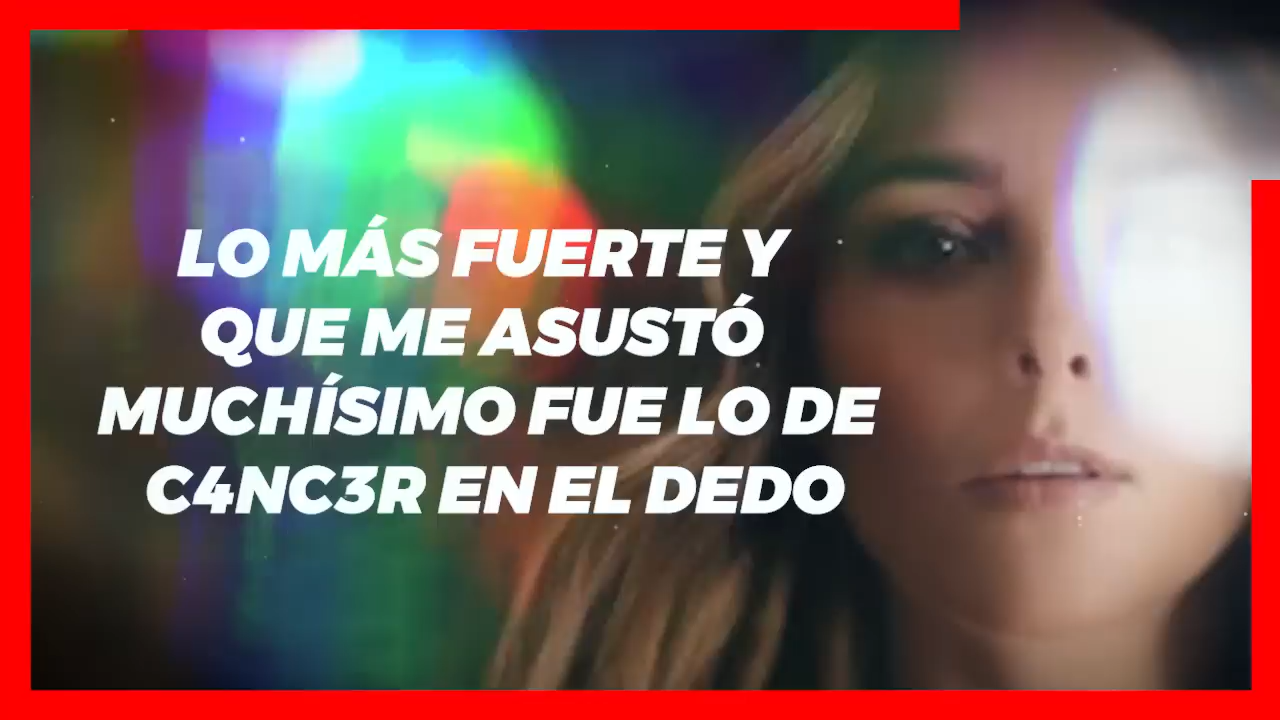 LO MÁS FUERTE Y
QUE ME ASUSTÓ
MUCHÍSIMO FUE LO DE
C4NC3R EN EL DEDO